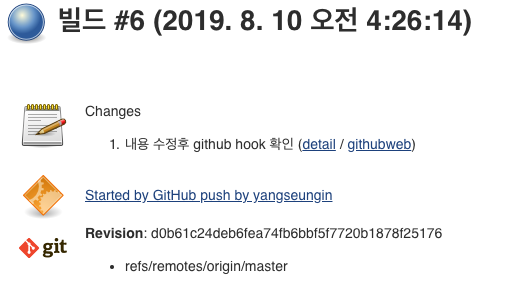 빌드 #6 (2019. 8. 10 오전 4:26:14)
Changes
1. 내용 수정후 github hook 확인 (detail / githubweb)
Started by GitHub push by yangseungin
Revision: d0b61c24deb6fea74fb6bbf5f7720b1878f25176
git
• refs/remotes/origin/master